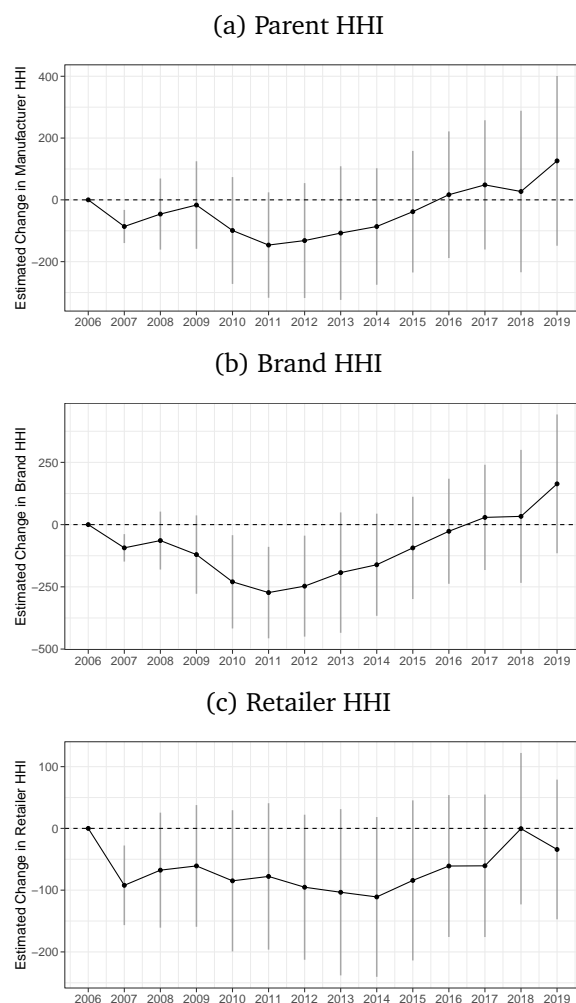 (a) Parent HHI
Estimated Change in Manufacturer HHI
400
200
0
−200
2006 2007 2008 2009 2010 2011 2012 2013 2014 2015 2016 2017 2018 2019
(b) Brand HHI
Estimated Change in Brand HHI
250
0
−250
−500
2006 2007 2008 2009 2010 2011 2012 2013 2014 2015 2016 2017 2018 2019
(c) Retailer HHI
Estimated Change in Retailer HHI
100
0
−100
−200
2006 2007 2008 2009 2010 2011 2012 2013 2014 2015 2016 2017 2018 2019